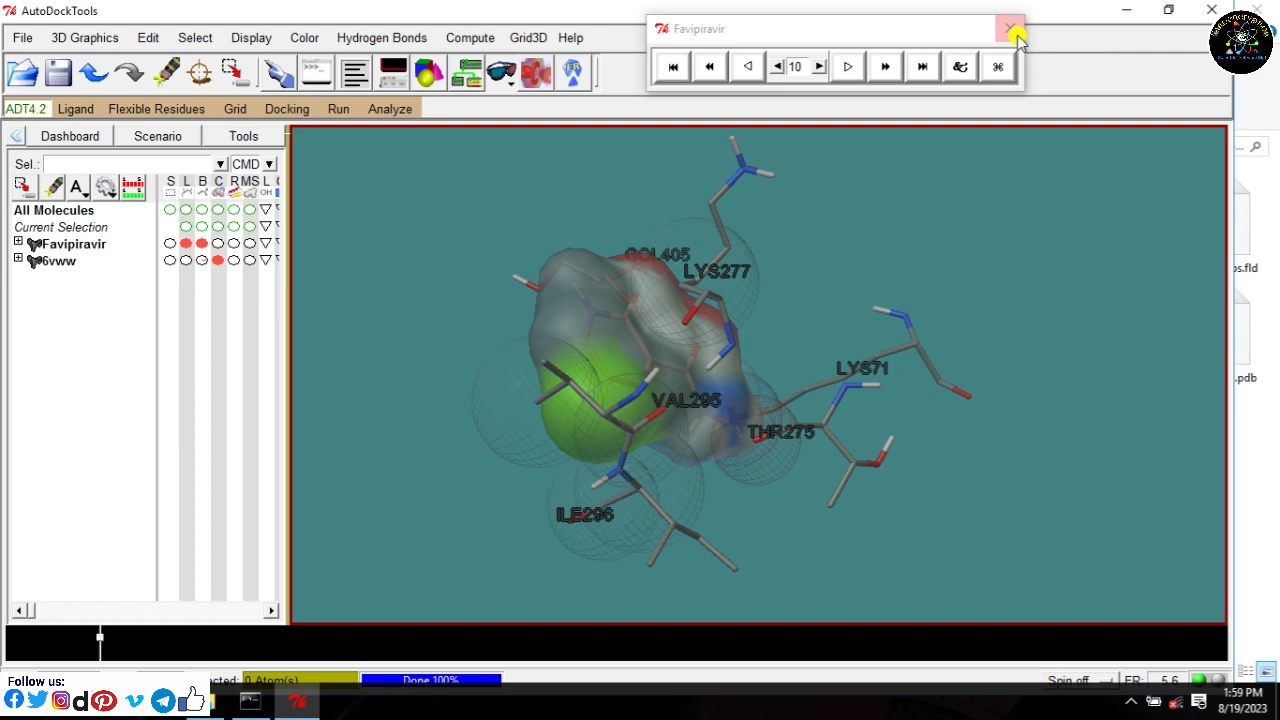 AutoDockTools
Favipiravir
File 3D Graphics Edit Select Display Color Hydrogen Bonds Compute Grid3D Help
10
ADT4.2 Ligand Flexible Residues Grid Docking Run Analyze
Dashboard Scenario Tools
Sel.: CMD
S L B C R MS L
All Molecules
Current Selection
Favipiravir
6vww
LYS277
LYS71
VAL295
THR275
ILE296
.fld
.pdb
Follow us:
0 Atom(s)
Done 100%
Spin off
FR:
5.6
1:59 PM
8/19/2023